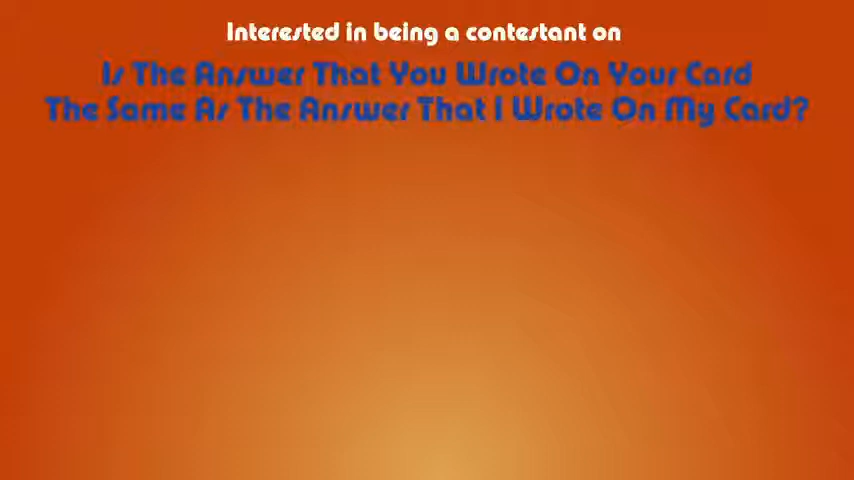 Interested in being a contestant on
Is The Answer That You Wrote On Your Card
The Same As The Answer That I Wrote On My Card?